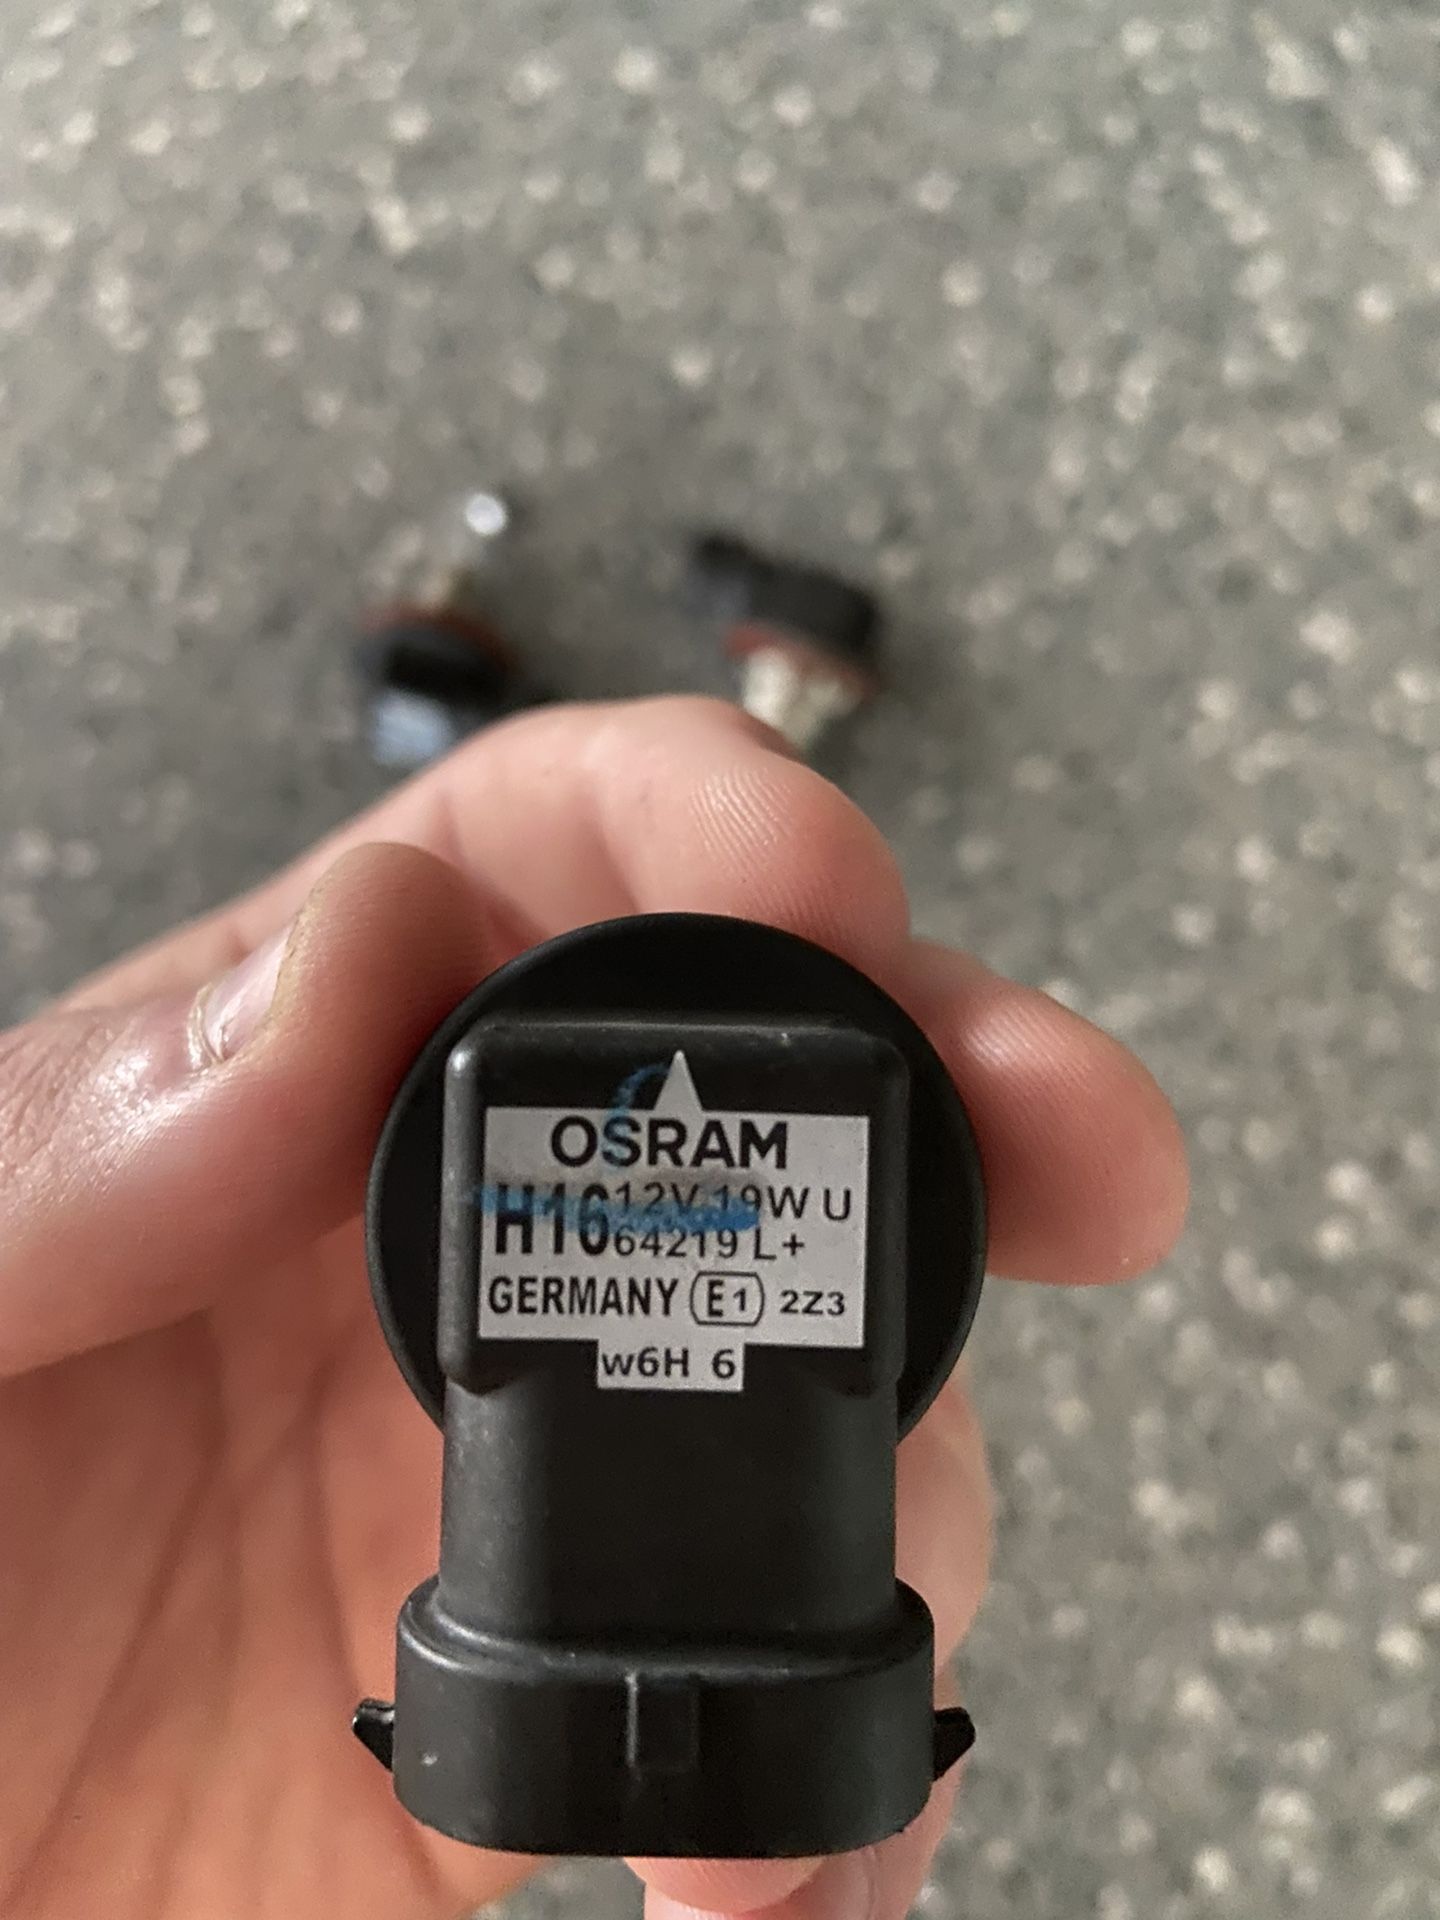 OSRAM
H16 12V 19W U
64219 L+
GERMANY E1 2Z3
w6H 6